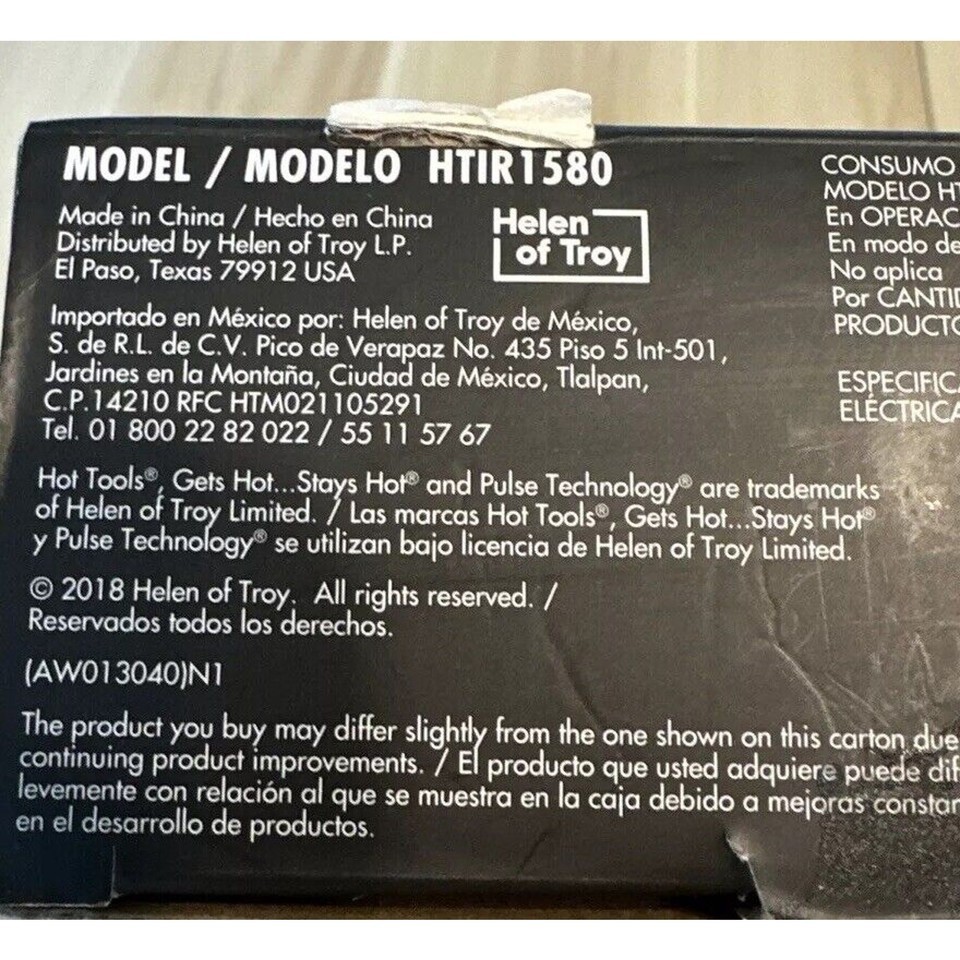 MODEL / MODELO HTIR1580
Made in China / Hecho en China
Distributed by Helen of Troy L.P.
El Paso, Texas 79912 USA
Helen
of Troy
Importado en México por: Helen of Troy de México,
S. de R.L. de C.V. Pico de Verapaz No. 435 Piso 5 Int-501,
Jardines en la Montaña, Ciudad de México, Tlalpan,
C.P.14210 RFC HTM021105291
Tel. 01 800 22 82 022 / 55 11 57 67
Hot Tools®, Gets Hot...Stays Hot® and Pulse Technology® are trademarks
of Helen of Troy Limited. / Las marcas Hot Tools®, Gets Hot...Stays Hot®
y Pulse Technology® se utilizan bajo licencia de Helen of Troy Limited.
© 2018 Helen of Troy. All rights reserved. /
Reservados todos los derechos.
(AW013040)N1
The product you buy may differ slightly from the one shown on this carton due
continuing product improvements. / El producto que usted adquiere puede dif
levemente con relación al que se muestra en la caja debido a mejoras constan
en el desarrollo de productos.
CONSUMO
MODELO HT
En OPERAC
En modo de
No aplica
Por CANTID
PRODUCTO
ESPECIFICA
ELÉCTRICA